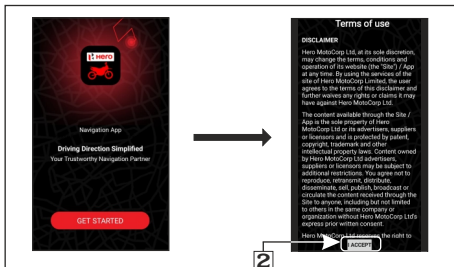 Hero
Navigation App
Driving Direction Simplified
Your Trustworthy Navigation Partner
GET STARTED
Terms of use
DISCLAIMER
Hero MotoCorp Ltd, at its sole discretion,
may change the terms, conditions and
operation of its website (the "Site") / App
at any time. By using the services of the
site of Hero MotoCorp Limited, the user
agrees to the terms of this disclaimer and
further waives any rights or claims it may
have against Hero MotoCorp Ltd.
The content available through the Site /
App is the sole property of Hero
MotoCorp Ltd or its advertisers, suppliers
or licensors and is protected by patent,
copyright, trademark and other
intellectual property laws. Content owned
by Hero MotoCorp Ltd advertisers,
suppliers or licensors may be subject to
additional restrictions. You agree not to
reproduce, retransmit, distribute,
disseminate, sell, publish, broadcast or
circulate the content received through the
Site to anyone, including but not limited
to others in the same company or
organization without Hero MotoCorp Ltd's
express prior written consent.
Hero MotoCorp Ltd reserves the right to
I ACCEPT
2